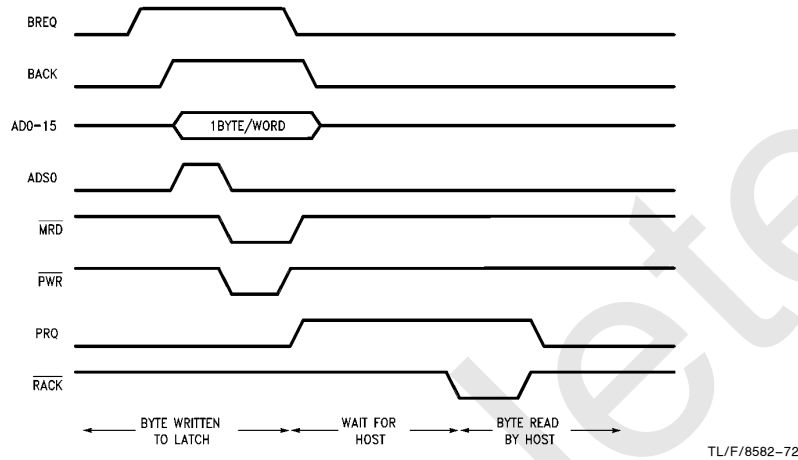 BREQ
BACK
AD0-15
1BYTE/WORD
ADS0
MRD
PWR
PRQ
RACK
BYTE WRITTEN
TO LATCH
WAIT FOR
HOST
BYTE READ
BY HOST
TL/F/8582-72
lete